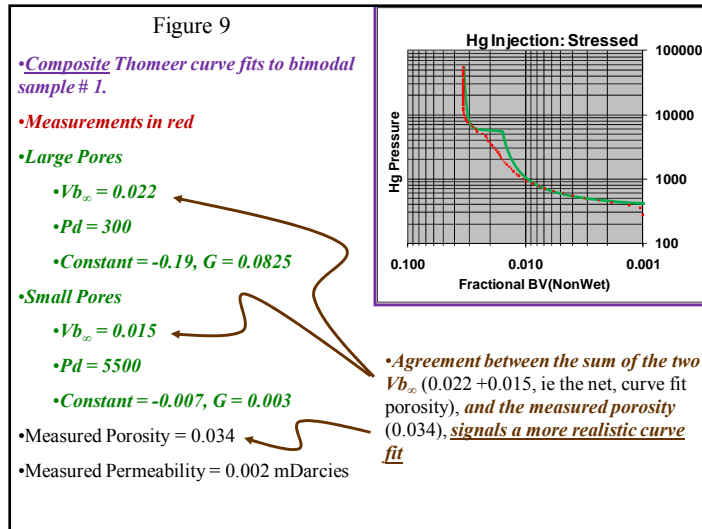 Figure 9
•Composite Thomeer curve fits to bimodal
sample # 1.
•Measurements in red
•Large Pores
•Vb∞ = 0.022
•Pd = 300
•Constant = -0.19, G = 0.0825
•Small Pores
•Vb∞ = 0.015
•Pd = 5500
•Constant = -0.007, G = 0.003
•Measured Porosity = 0.034
•Measured Permeability = 0.002 mDarcies
Hg Injection: Stressed
100000
10000
1000
100
Hg Pressure
0.100
0.010
0.001
Fractional BV(NonWet)
•Agreement between the sum of the two
Vb∞ (0.022 +0.015, ie the net, curve fit
porosity), and the measured porosity
(0.034), signals a more realistic curve
fit